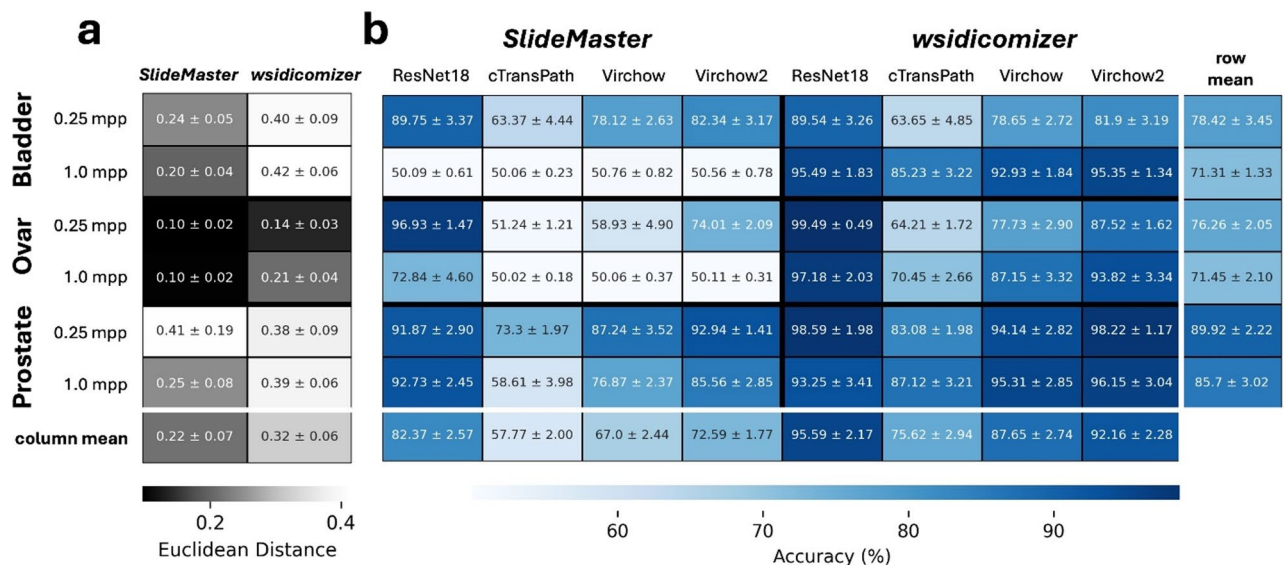 a
b
SlideMaster wsidicomizer
SlideMaster wsidicomizer
ResNet18 cTransPath Virchow Virchow2 ResNet18 cTransPath Virchow Virchow2 row mean
Bladder
0.25 mpp 0.24 ± 0.05 0.40 ± 0.09 89.75 ± 3.37 63.37 ± 4.44 78.12 ± 2.63 82.34 ± 3.17 89.54 ± 3.26 63.65 ± 4.85 78.65 ± 2.72 81.9 ± 3.19 78.42 ± 3.45
1.0 mpp 0.20 ± 0.04 0.42 ± 0.06 50.09 ± 0.61 50.06 ± 0.23 50.76 ± 0.82 50.56 ± 0.78 95.49 ± 1.83 85.23 ± 3.22 92.93 ± 1.84 95.35 ± 1.34 71.31 ± 1.33
Ovar
0.25 mpp 0.10 ± 0.02 0.14 ± 0.03 96.93 ± 1.47 51.24 ± 1.21 58.93 ± 4.90 74.01 ± 2.09 99.49 ± 0.49 64.21 ± 1.72 77.73 ± 2.90 87.52 ± 1.62 76.26 ± 2.05
1.0 mpp 0.10 ± 0.02 0.21 ± 0.04 72.84 ± 4.60 50.02 ± 0.18 50.06 ± 0.37 50.11 ± 0.31 97.18 ± 2.03 70.45 ± 2.66 87.15 ± 3.32 93.82 ± 3.34 71.45 ± 2.10
Prostate
0.25 mpp 0.41 ± 0.19 0.38 ± 0.09 91.87 ± 2.90 73.3 ± 1.97 87.24 ± 3.52 92.94 ± 1.41 98.59 ± 1.98 83.08 ± 1.98 94.14 ± 2.82 98.22 ± 1.17 89.92 ± 2.22
1.0 mpp 0.25 ± 0.08 0.39 ± 0.06 92.73 ± 2.45 58.61 ± 3.98 76.87 ± 2.37 85.56 ± 2.85 93.25 ± 3.41 87.12 ± 3.21 95.31 ± 2.85 96.15 ± 3.04 85.7 ± 3.02
column mean 0.22 ± 0.07 0.32 ± 0.06 82.37 ± 2.57 57.77 ± 2.00 67.0 ± 2.44 72.59 ± 1.77 95.59 ± 2.17 75.62 ± 2.94 87.65 ± 2.74 92.16 ± 2.28
0.2 0.4
Euclidean Distance
60 70 80 90
Accuracy (%)